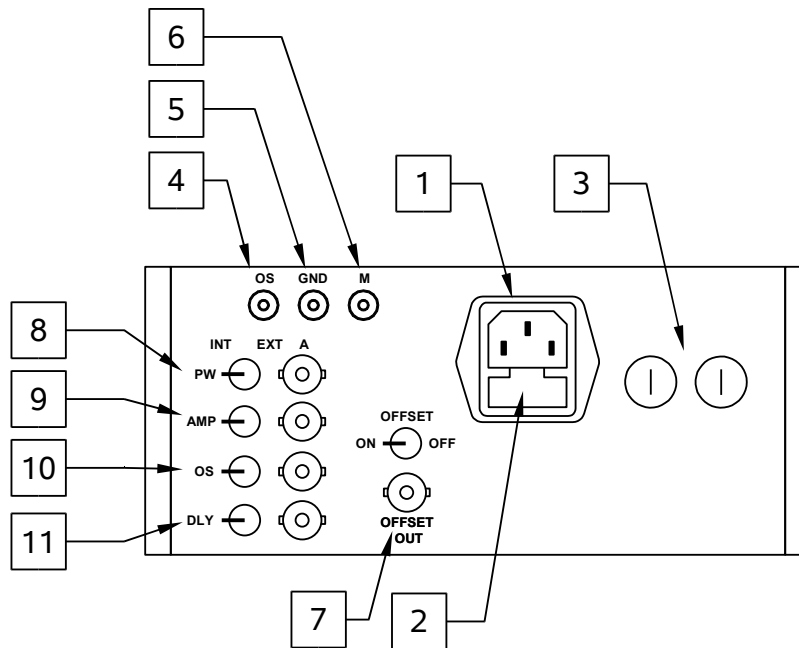 6
5
4
1
3
OS GND M
8
INT EXT A
PW
9
AMP
OFFSET
ON OFF
10
OS
11
DLY
OFFSET
OUT
7
2